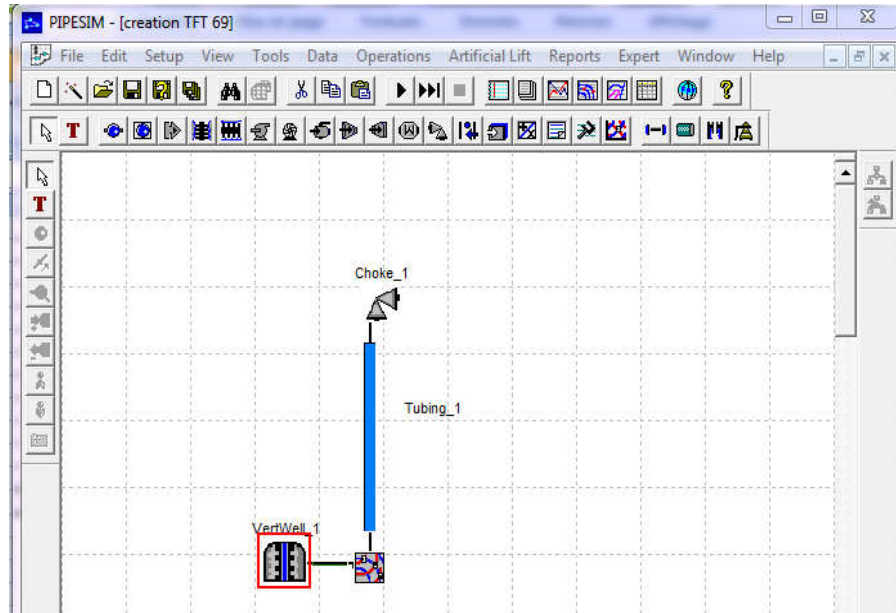 PIPESIM - [creation TFT 69]
File Edit Setup View Tools Data Operations Artificial Lift Reports Expert Window Help
T
T
Choke_1
Tubing_1
VertWell_1